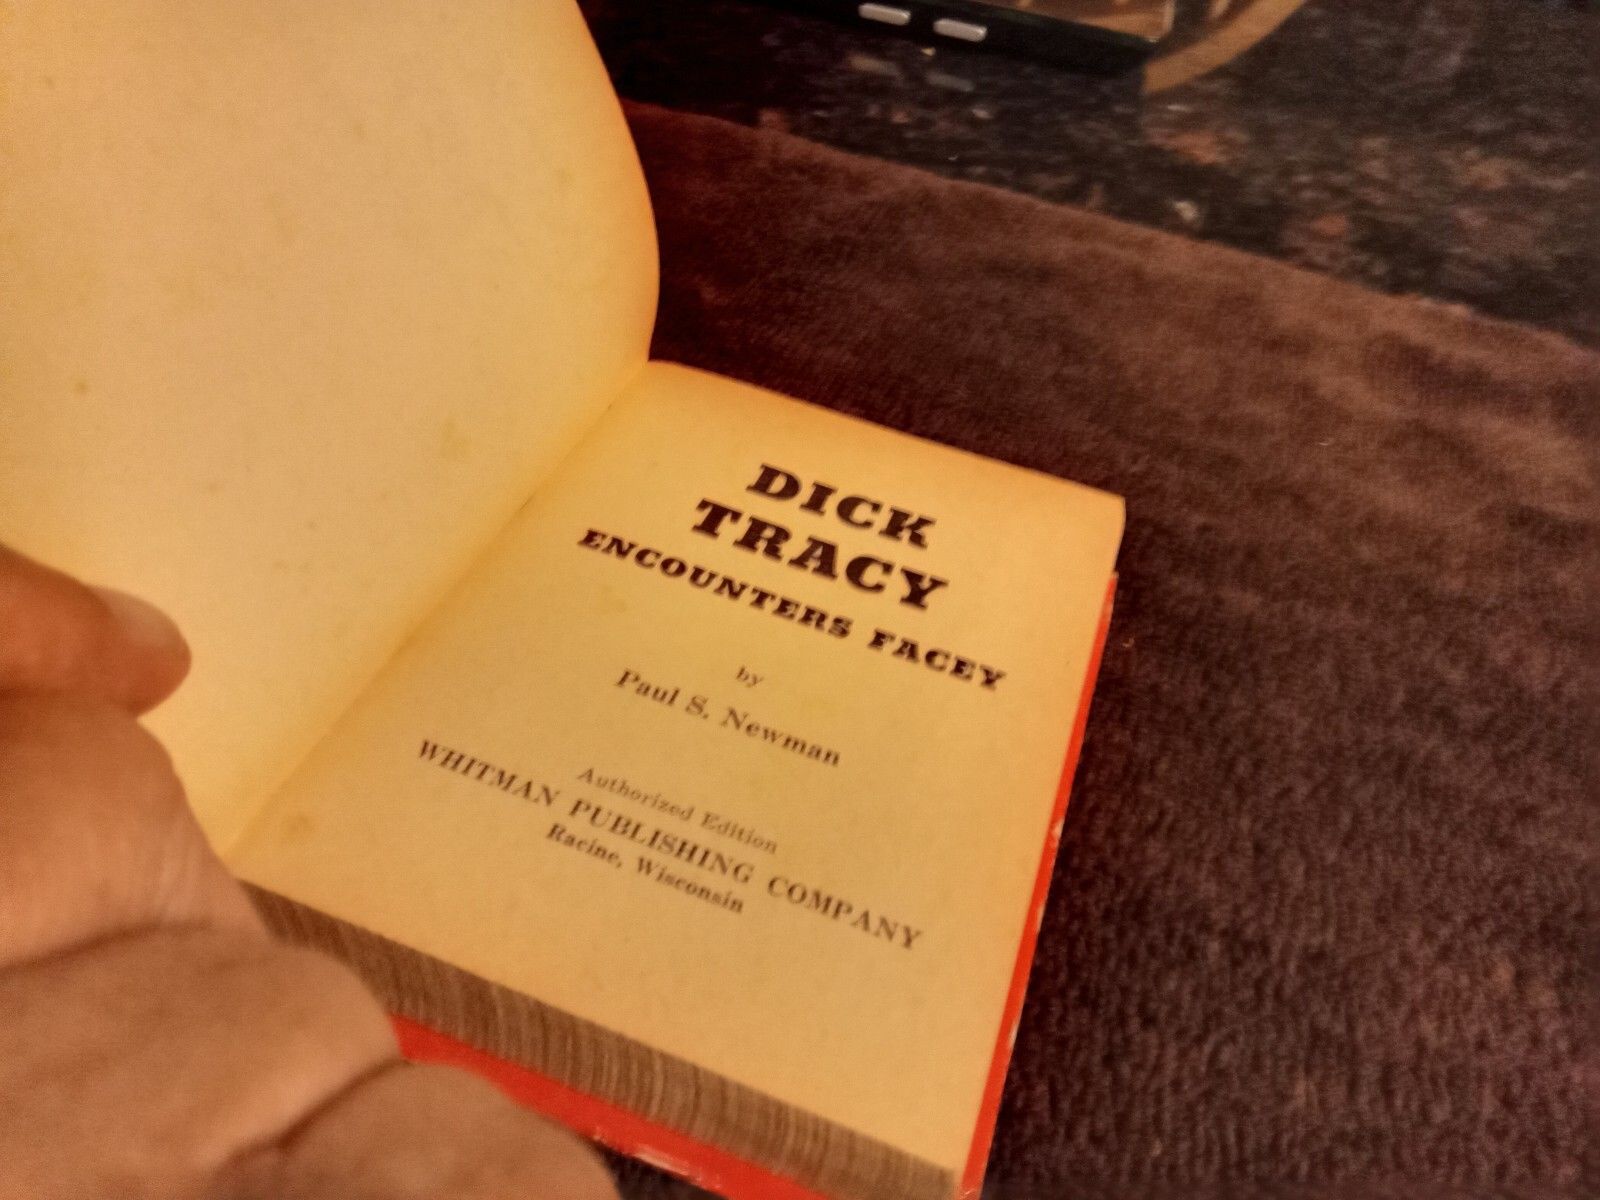 DICK
TRACY
ENCOUNTERS FACEY
by
Paul S. Newman
Authorized Edition
WHITMAN PUBLISHING COMPANY
Racine, Wisconsin